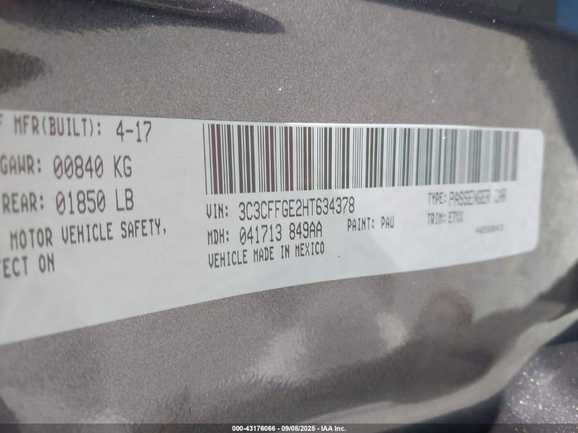 F MFR(BUILT): 4-17
GAWR: 00840 KG
REAR: 01850 LB
MOTOR VEHICLE SAFETY,
ECT ON
VIN: 3C3CFFGE2HT634378
MDH: 041713 849AA
PAINT: PAU
VEHICLE MADE IN MEXICO
TYPE: PASSENGER CAR
TRIM:
000-43176066 - 09/08/2025 - IAA Inc.